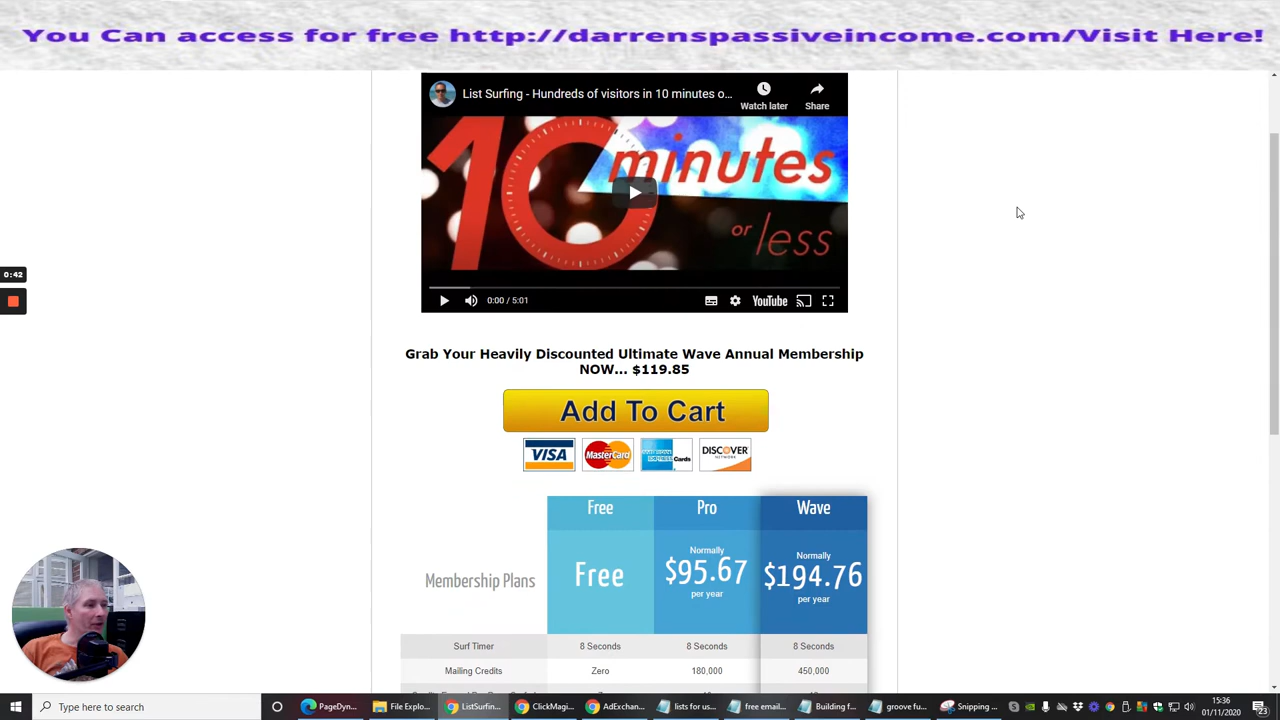 You Can access for free http://darrenspassiveincome.com/Visit Here!
List Surfing - Hundreds of visitors in 10 minutes o...
Watch later
Share
10 minutes
or less
0:42
0:00 / 5:01
YouTube
Grab Your Heavily Discounted Ultimate Wave Annual Membership
NOW... $119.85
Add To Cart
VISA
MasterCard
AMERICAN EXPRESS Cards
DISCOVER
NETWORK
Free
Pro
Wave
Membership Plans
Free
Normally
$95.67
per year
Normally
$194.76
per year
Surf Timer
8 Seconds
8 Seconds
8 Seconds
Mailing Credits
Zero
180,000
450,000
Type here to search
PageDyn...
File Explo...
ListSurfin...
ClickMagi...
AdExchan...
lists for us...
free email...
Building f...
groove fu...
Snipping ...
15:36
01/11/2020